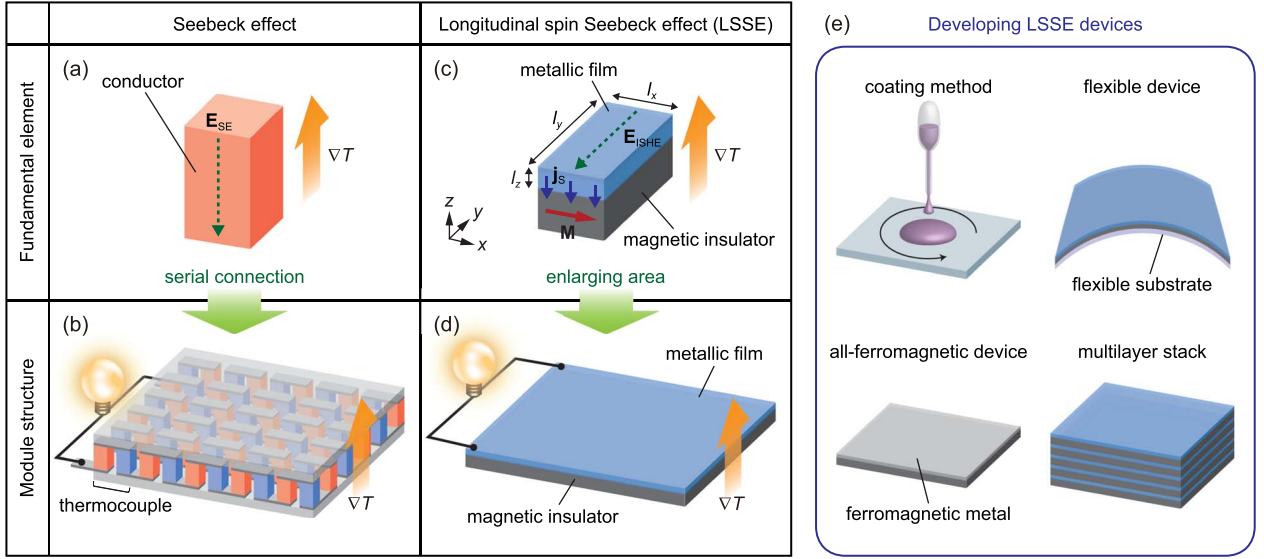 Seebeck effect
Longitudinal spin Seebeck effect (LSSE)
Fundamental element
(a)
conductor
E_SE
∇T
serial connection
(c)
metallic film
l_x
l_y
l_z
E_ISHE
j_S
M
∇T
z
y
x
magnetic insulator
enlarging area
Module structure
(b)
thermocouple
∇T
(d)
metallic film
∇T
magnetic insulator
(e)
Developing LSSE devices
coating method
flexible device
flexible substrate
all-ferromagnetic device
multilayer stack
ferromagnetic metal